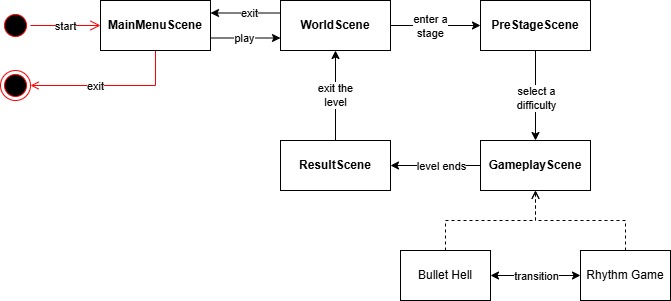 start
MainMenuScene
exit
play
WorldScene
enter a
stage
PreStageScene
exit
exit the
level
select a
difficulty
ResultScene
level ends
GameplayScene
Bullet Hell
transition
Rhythm Game